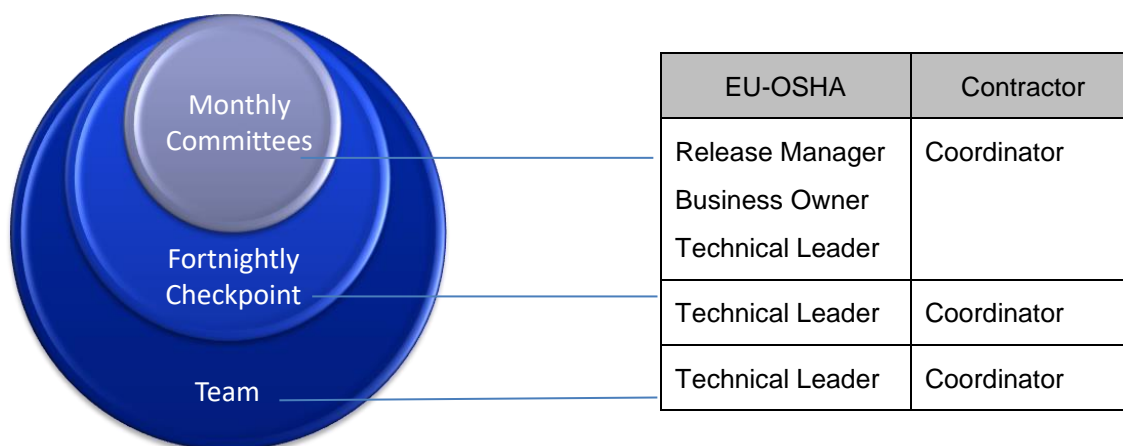 Monthly
Committees
Fortnightly
Checkpoint
Team
EU-OSHA Contractor
Release Manager Coordinator
Business Owner
Technical Leader
Technical Leader Coordinator
Technical Leader Coordinator